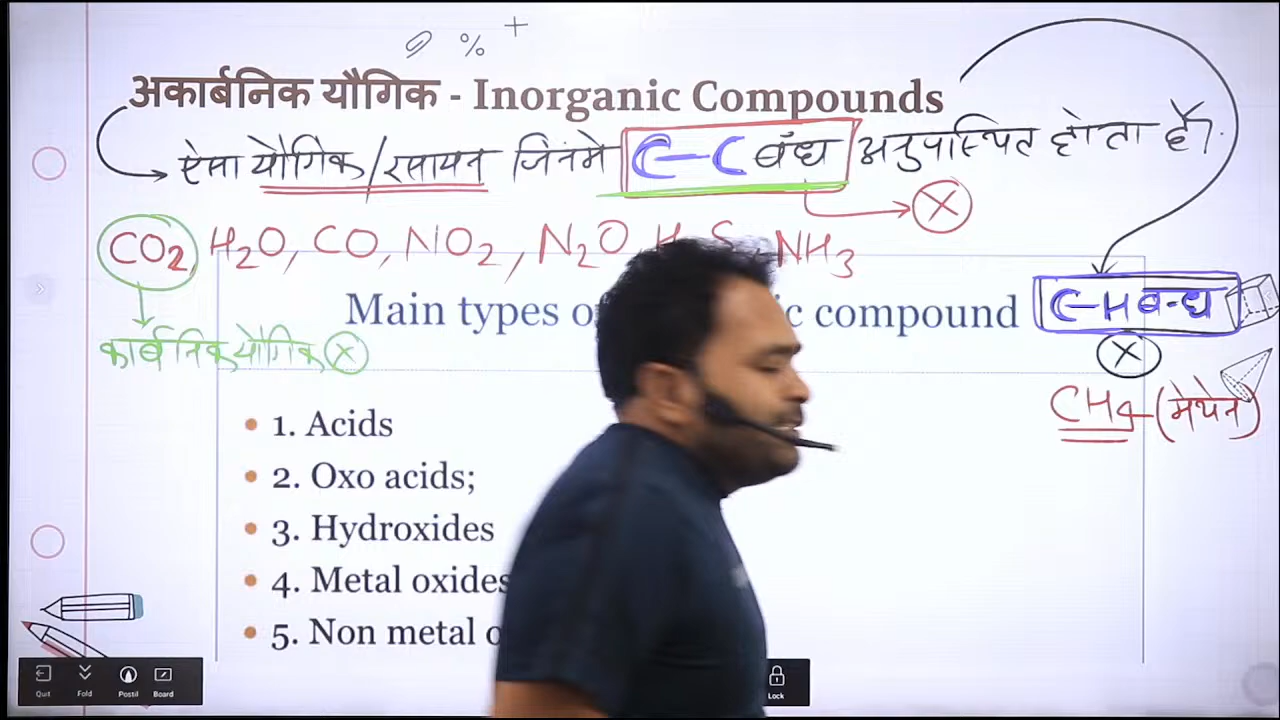 % +
अकार्बनिक यौगिक - Inorganic Compounds
ऐसा यौगिक/रसायन जिनमे C-C बंध अनुपस्थित होता है।
CO2 H2O, CO, NO2, N2O, NH3
Main types compound
C-H बन्ध
कार्बनिक यौगिक
CH4 (मेथेन)
1. Acids
2. Oxo acids;
3. Hydroxides
4. Metal oxides
5. Non metal
Quit Fold Postil Board Lock